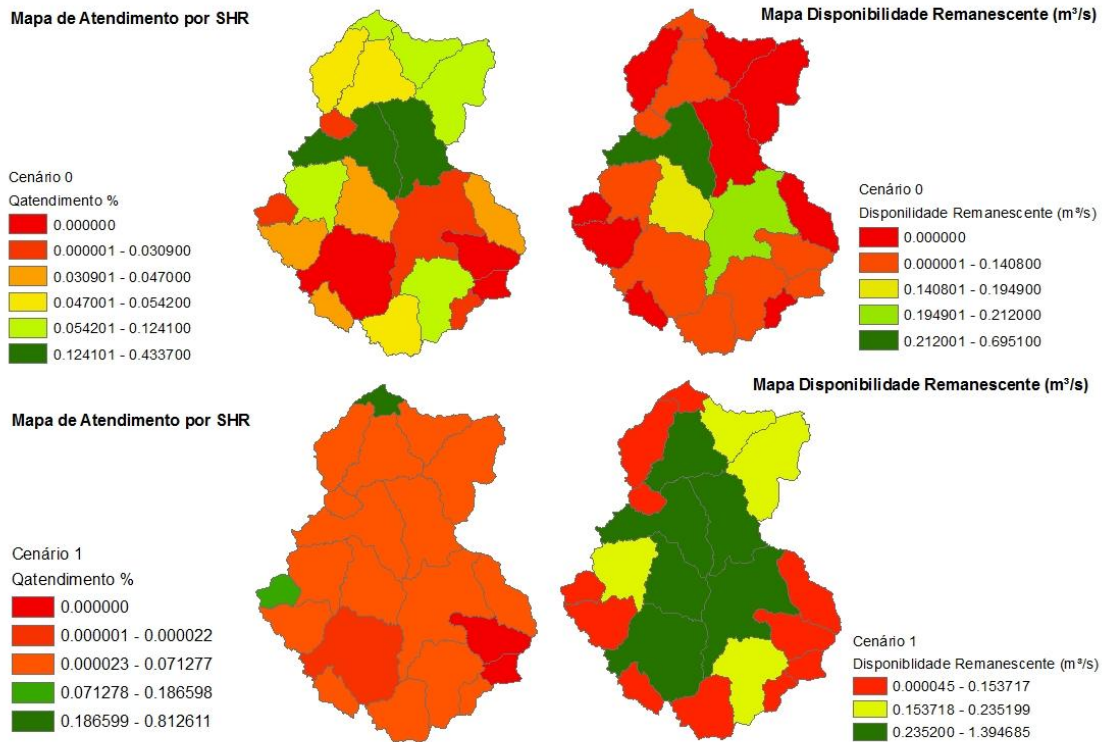 Mapa de Atendimento por SHR
Cenário 0
Qatendimento %
0.000000
0.000001 - 0.030900
0.030901 - 0.047000
0.047001 - 0.054200
0.054201 - 0.124100
0.124101 - 0.433700
Mapa Disponibilidade Remanescente (m³/s)
Cenário 0
Disponilidade Remanescente (m³/s)
0.000000
0.000001 - 0.140800
0.140801 - 0.194900
0.194901 - 0.212000
0.212001 - 0.695100
Mapa de Atendimento por SHR
Cenário 1
Qatendimento %
0.000000
0.000001 - 0.000022
0.000023 - 0.071277
0.071278 - 0.186598
0.186599 - 0.812611
Mapa Disponibilidade Remanescente (m³/s)
Cenário 1
Disponiblidade Remanescente (m³/s)
0.000045 - 0.153717
0.153718 - 0.235199
0.235200 - 1.394685